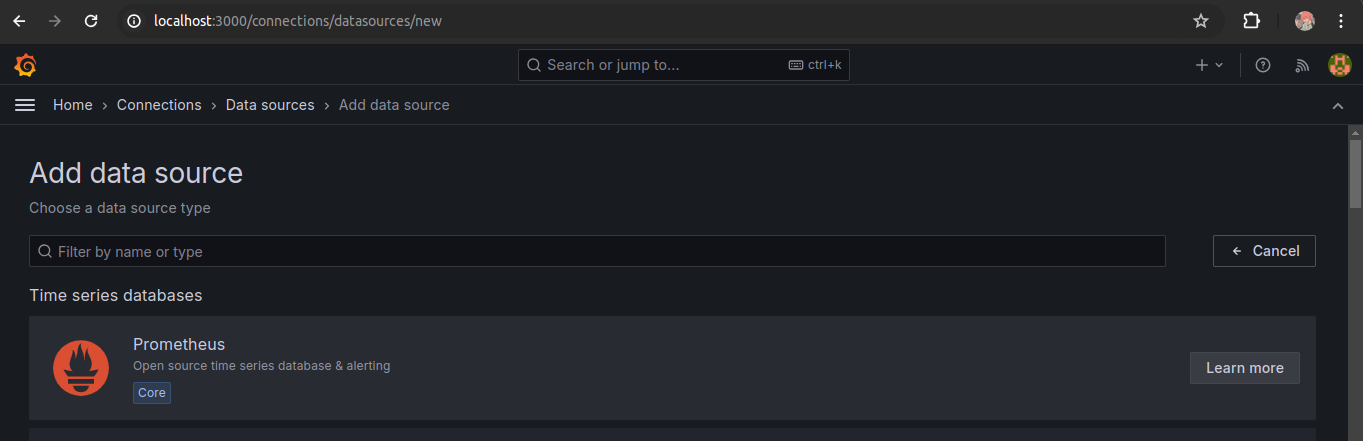 localhost:3000/connections/datasources/new
Search or jump to... ctrl+k
Home › Connections › Data sources › Add data source
Add data source
Choose a data source type
Filter by name or type
Cancel
Time series databases
Prometheus
Open source time series database & alerting
Core
Learn more